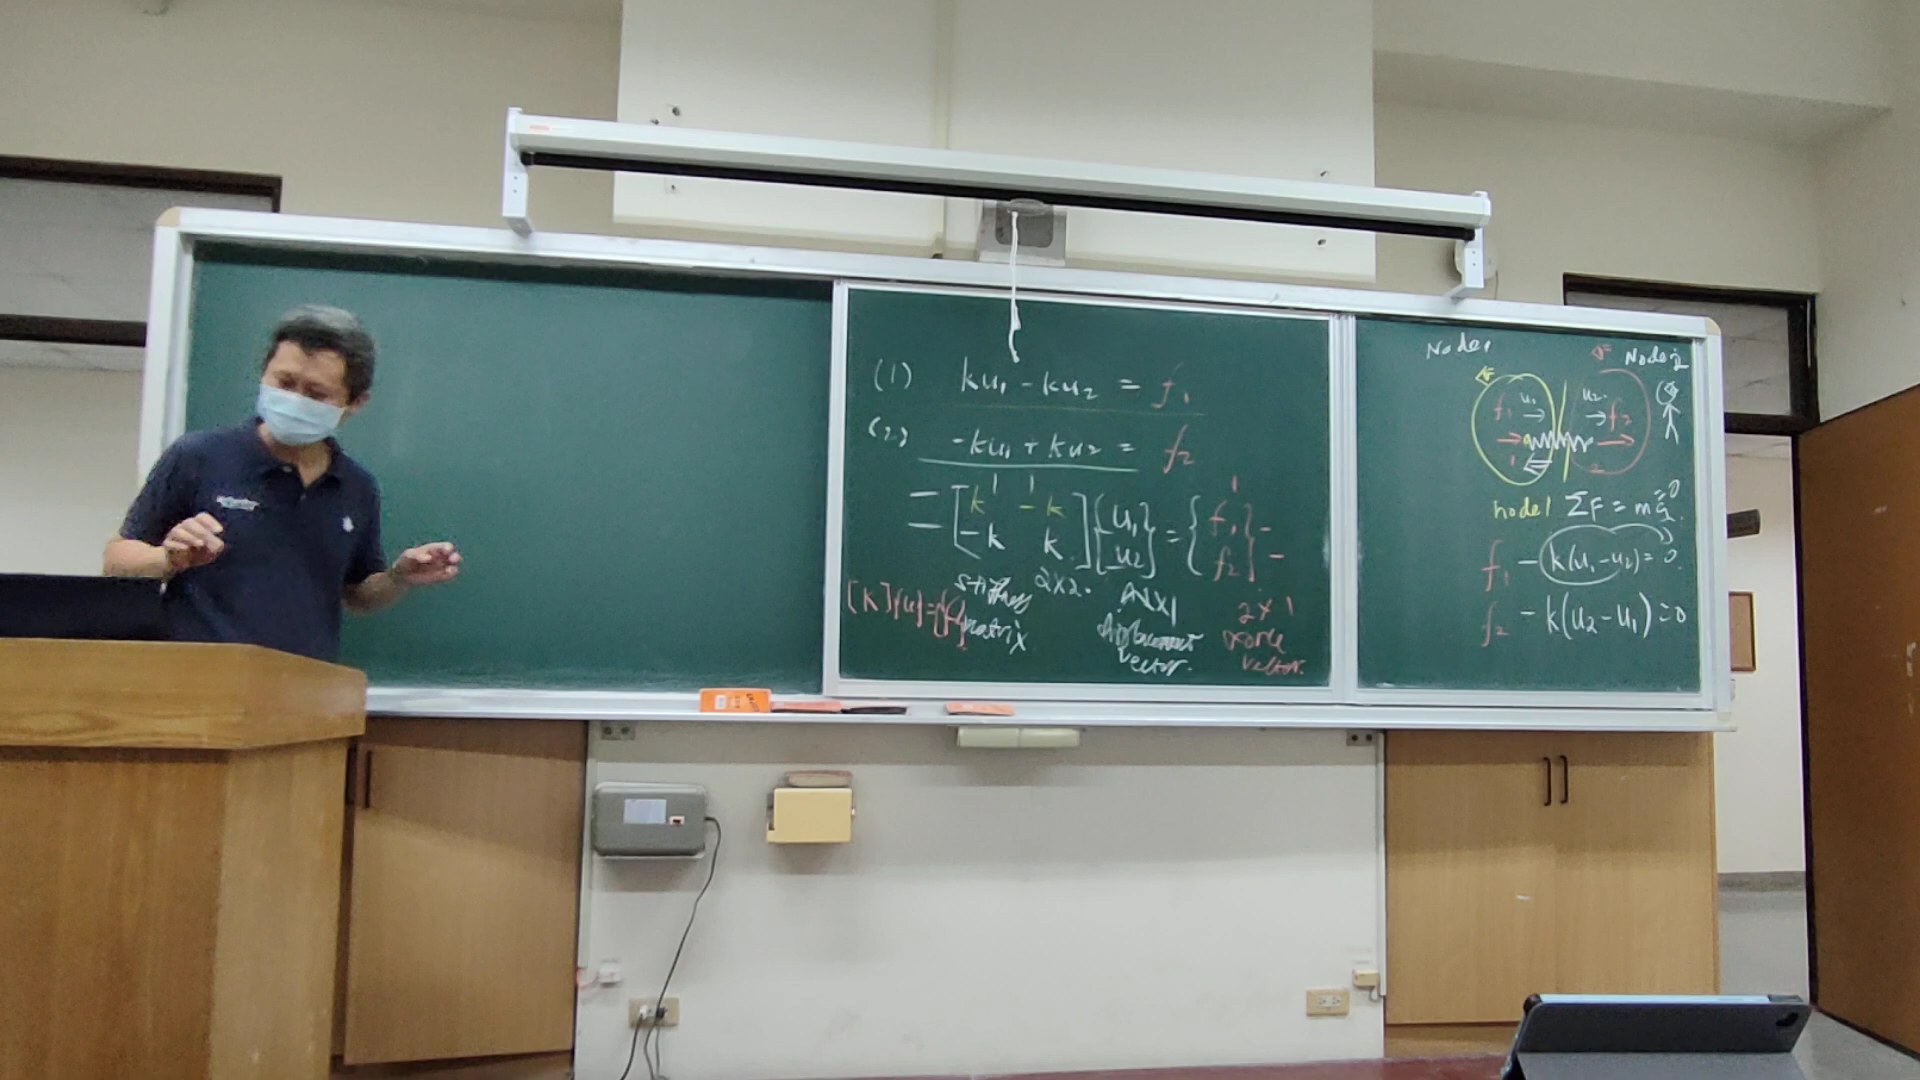 (1) ku₁ - ku₂ = f₁
(2) -ku₁ + ku₂ = f₂
= [k -k
-k k] {u₁
u₂} = {f₁
f₂}
stiffness matrix 2x2.
[K]{u}={f}
displacement vector.
2x1
force vector.
Node 1
Node 2
f₁ u₁ u₂ f₂
1 2
node 1 ΣF = ma =0
f₁ - k(u₁-u₂) = 0
f₂ - k(u₂-u₁) = 0